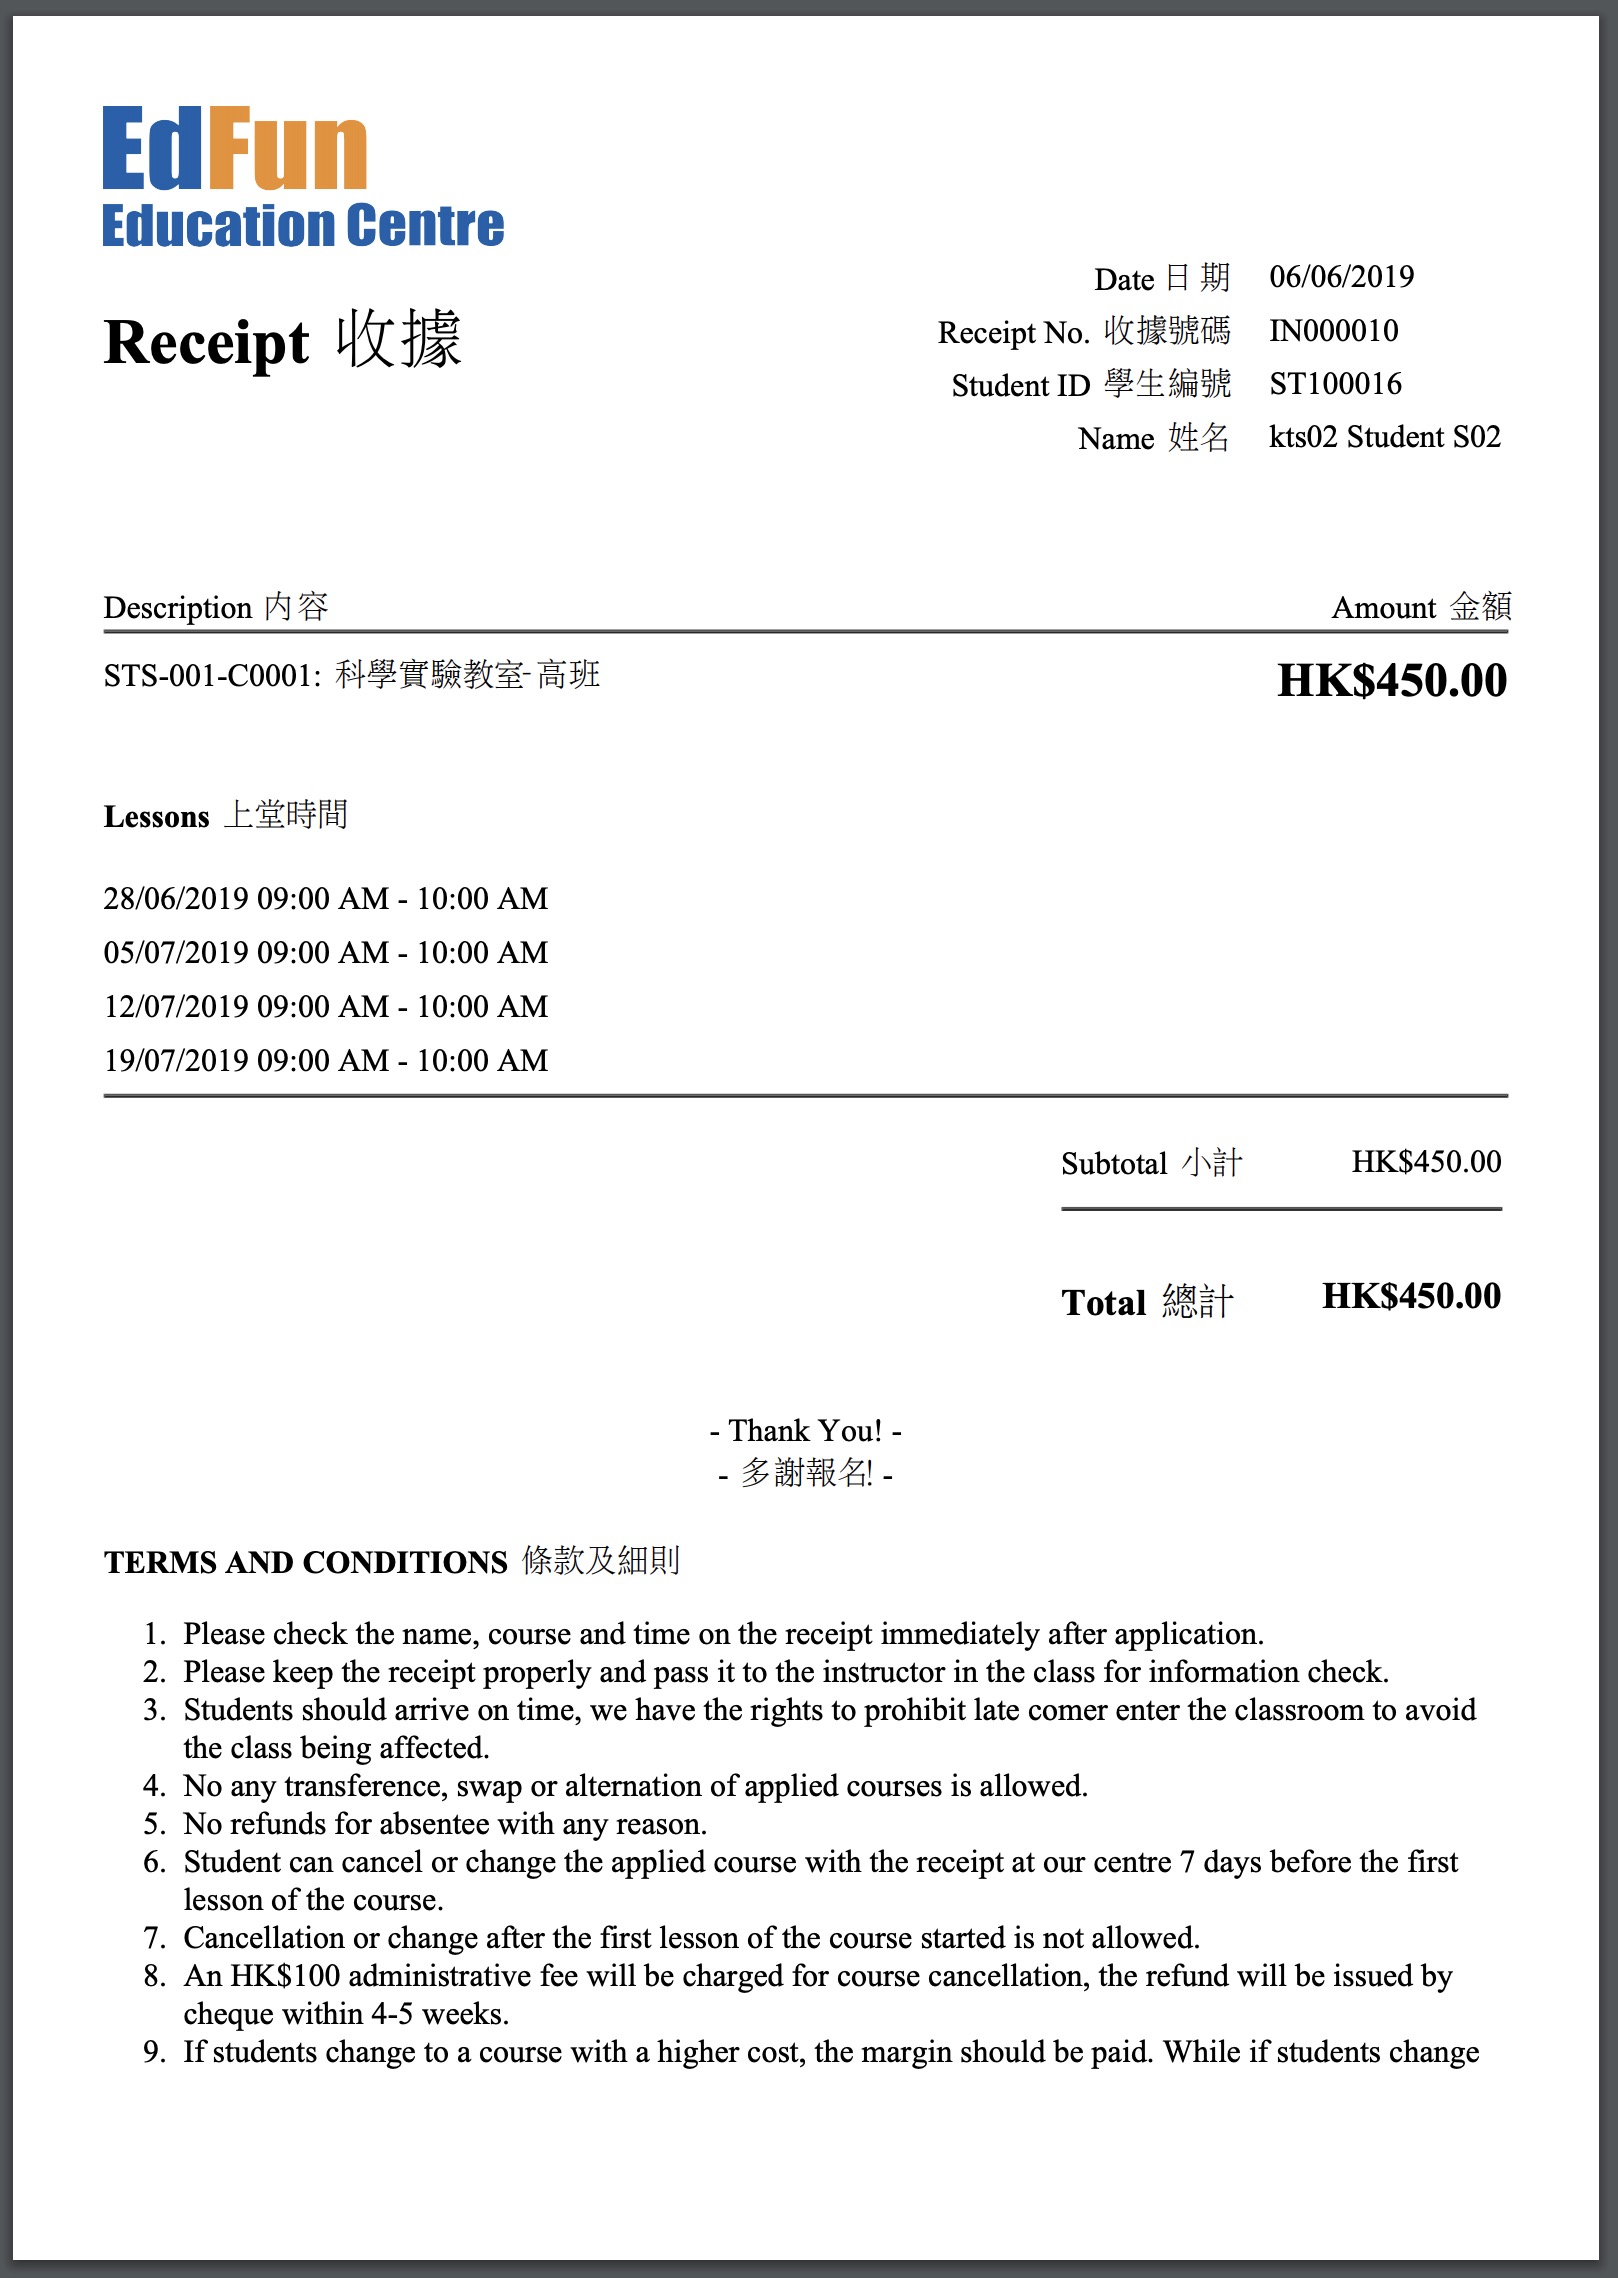 EdFun
Education Centre
Date 日期 06/06/2019
Receipt 收據
Receipt No. 收據號碼 IN000010
Student ID 學生編號 ST100016
Name 姓名 kts02 Student S02
Description 內容 Amount 金額
STS-001-C0001: 科學實驗教室-高班 HK$450.00
Lessons 上堂時間
28/06/2019 09:00 AM - 10:00 AM
05/07/2019 09:00 AM - 10:00 AM
12/07/2019 09:00 AM - 10:00 AM
19/07/2019 09:00 AM - 10:00 AM
Subtotal 小計 HK$450.00
Total 總計 HK$450.00
- Thank You! -
- 多謝報名! -
TERMS AND CONDITIONS 條款及細則
1. Please check the name, course and time on the receipt immediately after application.
2. Please keep the receipt properly and pass it to the instructor in the class for information check.
3. Students should arrive on time, we have the rights to prohibit late comer enter the classroom to avoid
the class being affected.
4. No any transference, swap or alternation of applied courses is allowed.
5. No refunds for absentee with any reason.
6. Student can cancel or change the applied course with the receipt at our centre 7 days before the first
lesson of the course.
7. Cancellation or change after the first lesson of the course started is not allowed.
8. An HK$100 administrative fee will be charged for course cancellation, the refund will be issued by
cheque within 4-5 weeks.
9. If students change to a course with a higher cost, the margin should be paid. While if students change